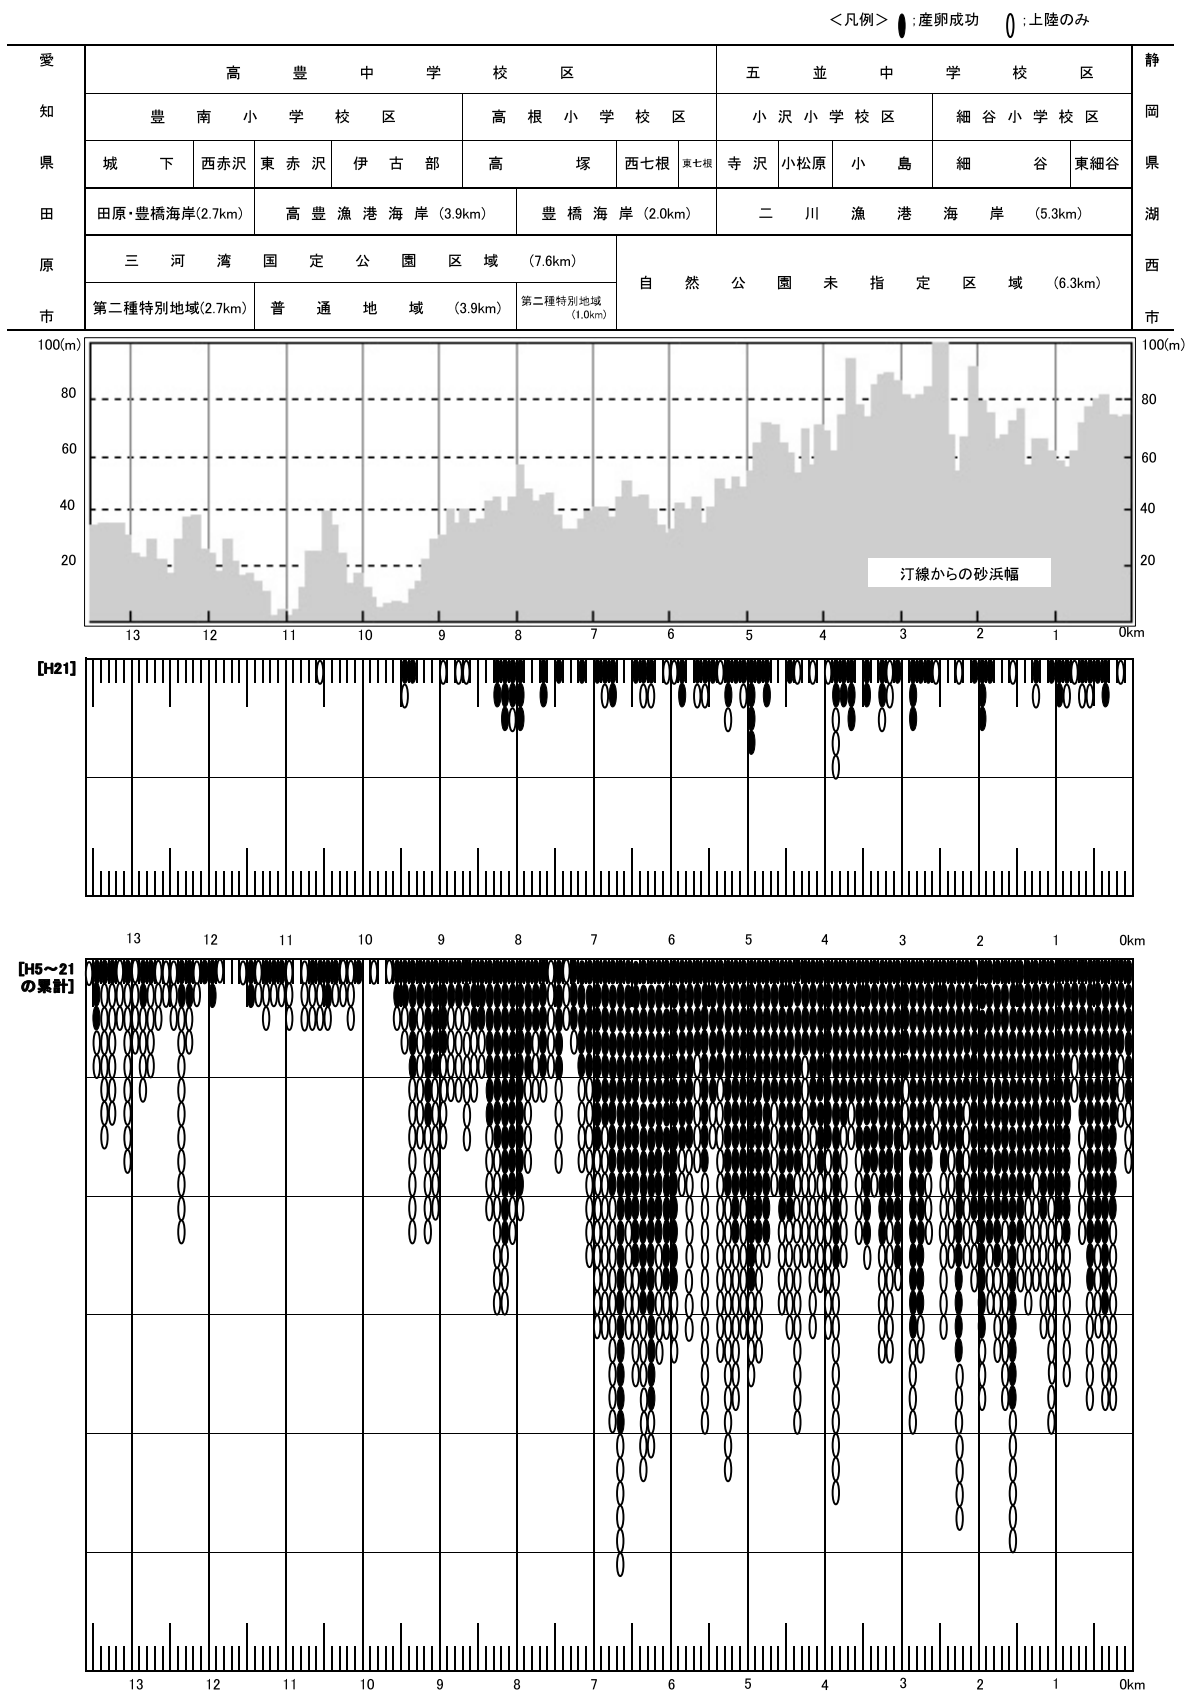 ＜凡例＞ ;産卵成功 ;上陸のみ
愛知県田原市
静岡県湖西市
高豊中学校区 五並中学校区
豊南小学校区 高根小学校区 小沢小学校区 細谷小学校区
城下 西赤沢 東赤沢 伊古部 高塚 西七根 東七根 寺沢 小松原 小島 細谷 東細谷
田原・豊橋海岸(2.7km) 高豊漁港海岸(3.9km) 豊橋海岸(2.0km) 二川漁港海岸(5.3km)
三河湾国定公園区域(7.6km) 自然公園未指定区域(6.3km)
第二種特別地域(2.7km) 普通地域(3.9km) 第二種特別地域
(1.0km)
100(m) 100(m)
80 80
60 60
40 40
20 20
汀線からの砂浜幅
13 12 11 10 9 8 7 6 5 4 3 2 1 0km
[H21]
13 12 11 10 9 8 7 6 5 4 3 2 1 0km
[H5～21
の累計]
13 12 11 10 9 8 7 6 5 4 3 2 1 0km